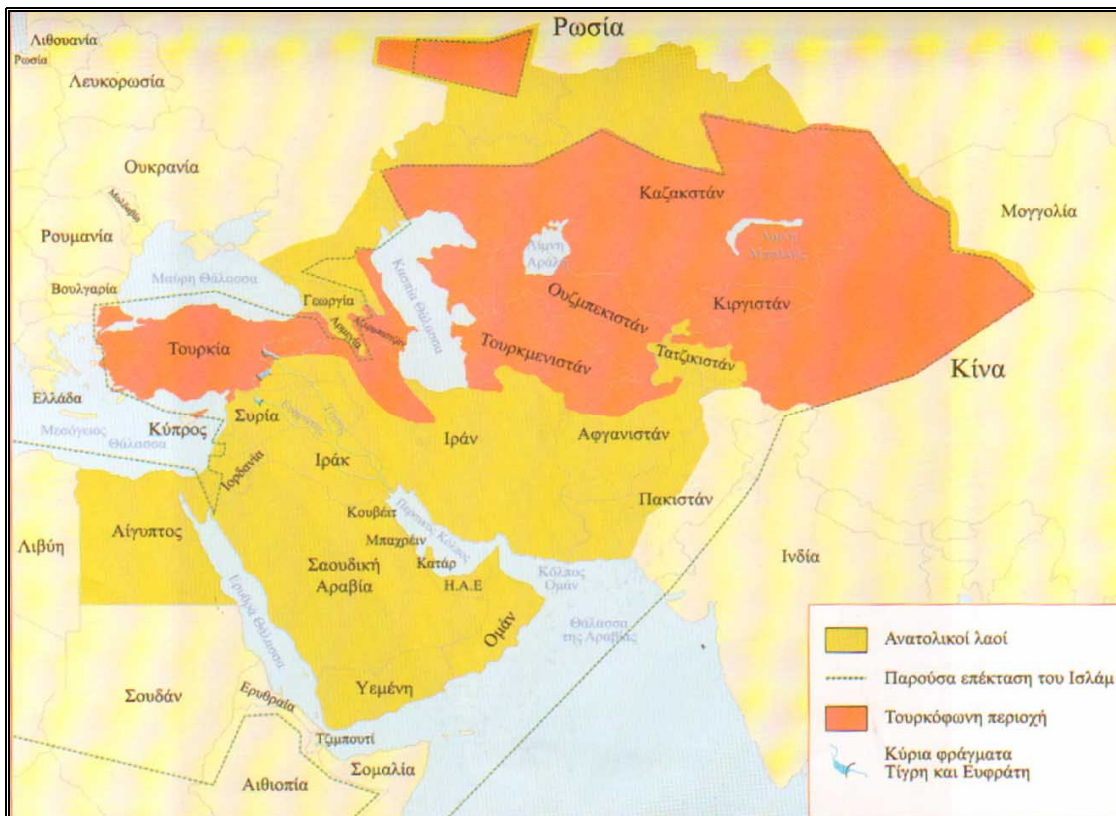 Ρωσία
Λιθουανία
Ρωσία
Λευκορωσία
Ουκρανία
Μολδαβία
Ρουμανία
Βουλγαρία
Μαύρη Θάλασσα
Γεωργία
Αρμενία
Κασπία Θάλασσα
Λίμνη
Αράλη
Καζακστάν
Λίμνη
Μογγολία
Ουζμπεκιστάν
Κιργιστάν
Τουρκμενιστάν
Τατζικιστάν
Κίνα
Τουρκία
Ελλάδα
Μεσόγειος
Θάλασσα
Κύπρος
Συρία
Ευφράτης
Τίγρης
Ιορδανία
Ιράκ
Ιράν
Αφγανιστάν
Πακιστάν
Ινδία
Λιβύη
Αίγυπτος
Κουβέιτ
Μπαχρέιν
Κατάρ
Η.Α.Ε
Περσικός Κόλπος
Σαουδική
Αραβία
Ομάν
Κόλπος
Ομάν
Θάλασσα
της Αραβίας
Ερυθρά Θάλασσα
Υεμένη
Σουδάν
Ερυθραία
Τζιμπουτί
Σομαλία
Αιθιοπία
Ανατολικοί λαοί
Παρούσα επέκταση του Ισλάμ
Τουρκόφωνη περιοχή
Κύρια φράγματα
Τίγρη και Ευφράτη